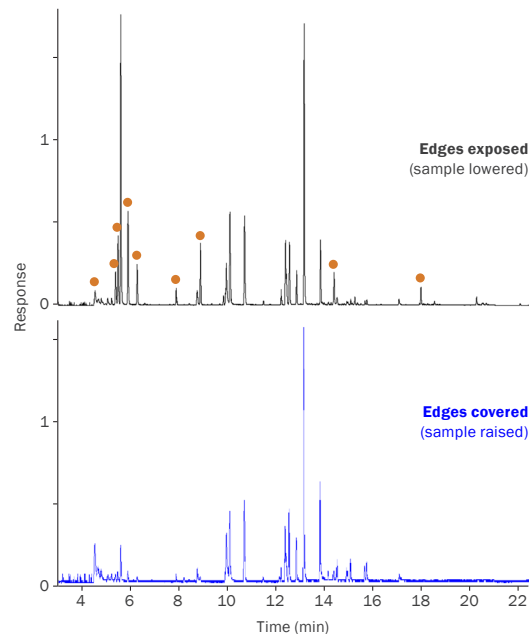 1
Edges exposed
(sample lowered)
0
Response
1
Edges covered
(sample raised)
0
4 6 8 10 12 14 16 18 20 22
Time (min)